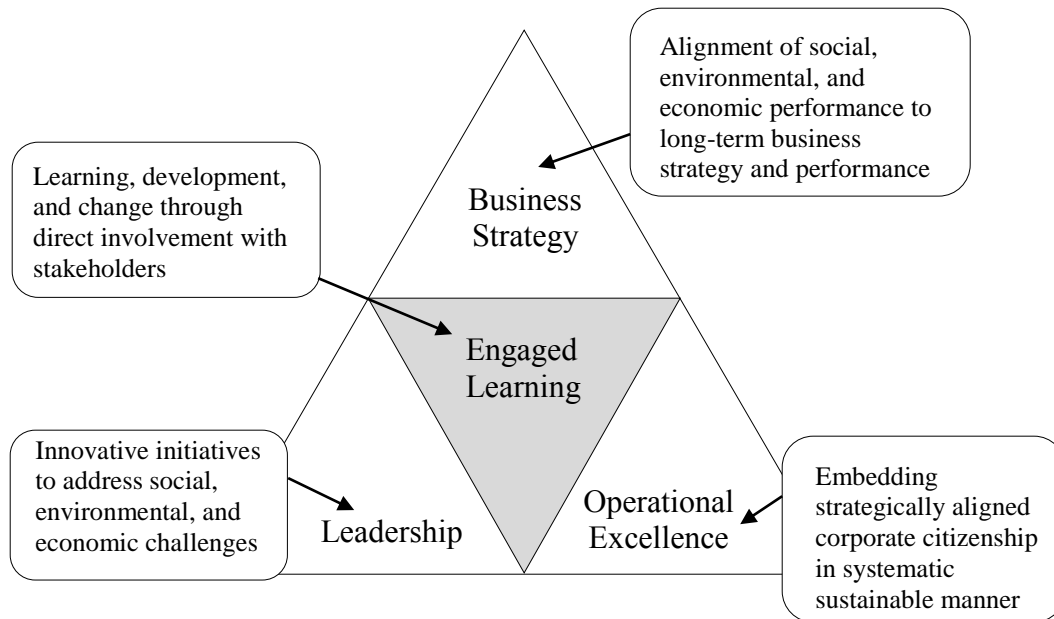 Alignment of social,
environmental, and
economic performance to
long-term business
strategy and performance
Business
Strategy
Learning, development,
and change through
direct involvement with
stakeholders
Engaged
Learning
Innovative initiatives
to address social,
environmental, and
economic challenges
Leadership
Operational
Excellence
Embedding
strategically aligned
corporate citizenship
in systematic
sustainable manner